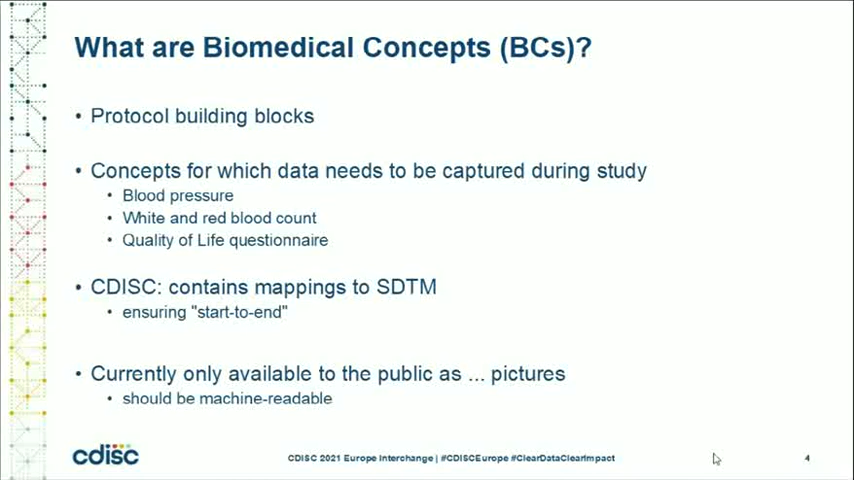 What are Biomedical Concepts (BCs)?
• Protocol building blocks
• Concepts for which data needs to be captured during study
• Blood pressure
• White and red blood count
• Quality of Life questionnaire
• CDISC: contains mappings to SDTM
• ensuring "start-to-end"
• Currently only available to the public as ... pictures
• should be machine-readable
cdisc
CDISC 2021 Europe Interchange | #CDISCEurope #ClearDataClearImpact
4